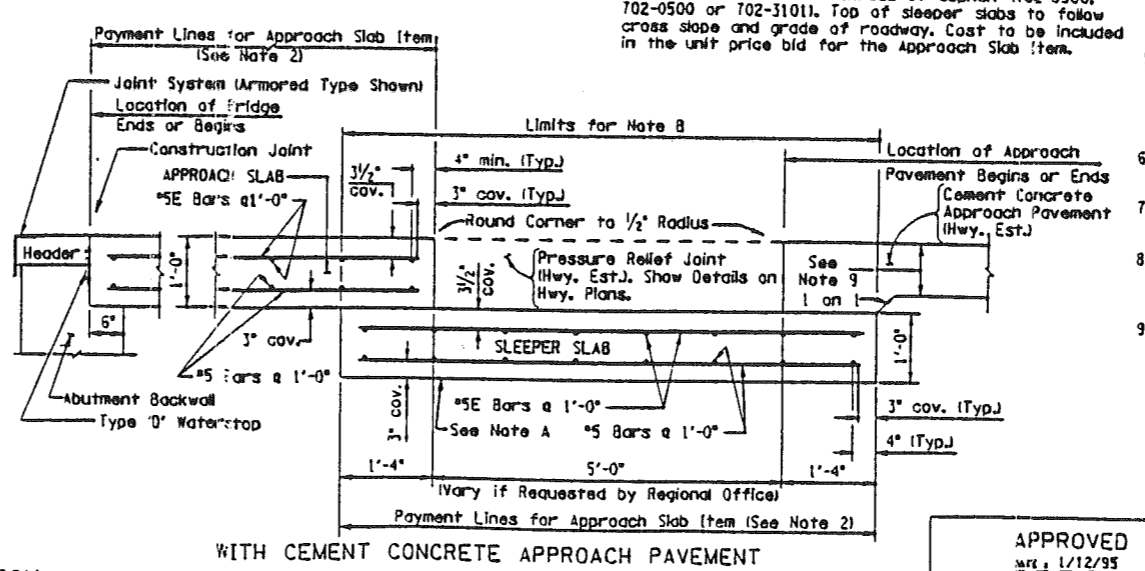 702-0500 or 702-3101). Top of sleeper slabs to follow
cross slope and grade of roadway. Cost to be included
in the unit price bid for the Approach Slab Item.
Payment Lines for Approach Slab Item
(See Note 2)
Joint System (Armored Type Shown)
Location of Bridge
Ends or Begins
Construction Joint
APPROACH SLAB
#5E Bars @1'-0"
3½"
cov.
Limits for Note 8
4" min. (Typ.)
3" cov. (Typ.)
Round Corner to ½" Radius
Location of Approach
Pavement Begins or Ends
Cement Concrete
Approach Pavement
(Hwy. Est.)
6
7
8
9
Header
1'-0"
6"
3" cov.
Pressure Relief Joint
(Hwy. Est.). Show Details on
Hwy. Plans.
3½"
cov.
See
Note 9
1 on 1
SLEEPER SLAB
1'-0"
#5 Bars @ 1'-0"
Abutment Backwall
Type "D" Waterstop
3" cov.
#5E Bars @ 1'-0"
See Note A
#5 Bars @ 1'-0"
3" cov. (Typ.)
4" (Typ.)
1'-4"
5'-0"
1'-4"
(Vary if Requested by Regional Office)
Payment Lines for Approach Slab Item (See Note 2)
WITH CEMENT CONCRETE APPROACH PAVEMENT
APPROVED
1/12/95